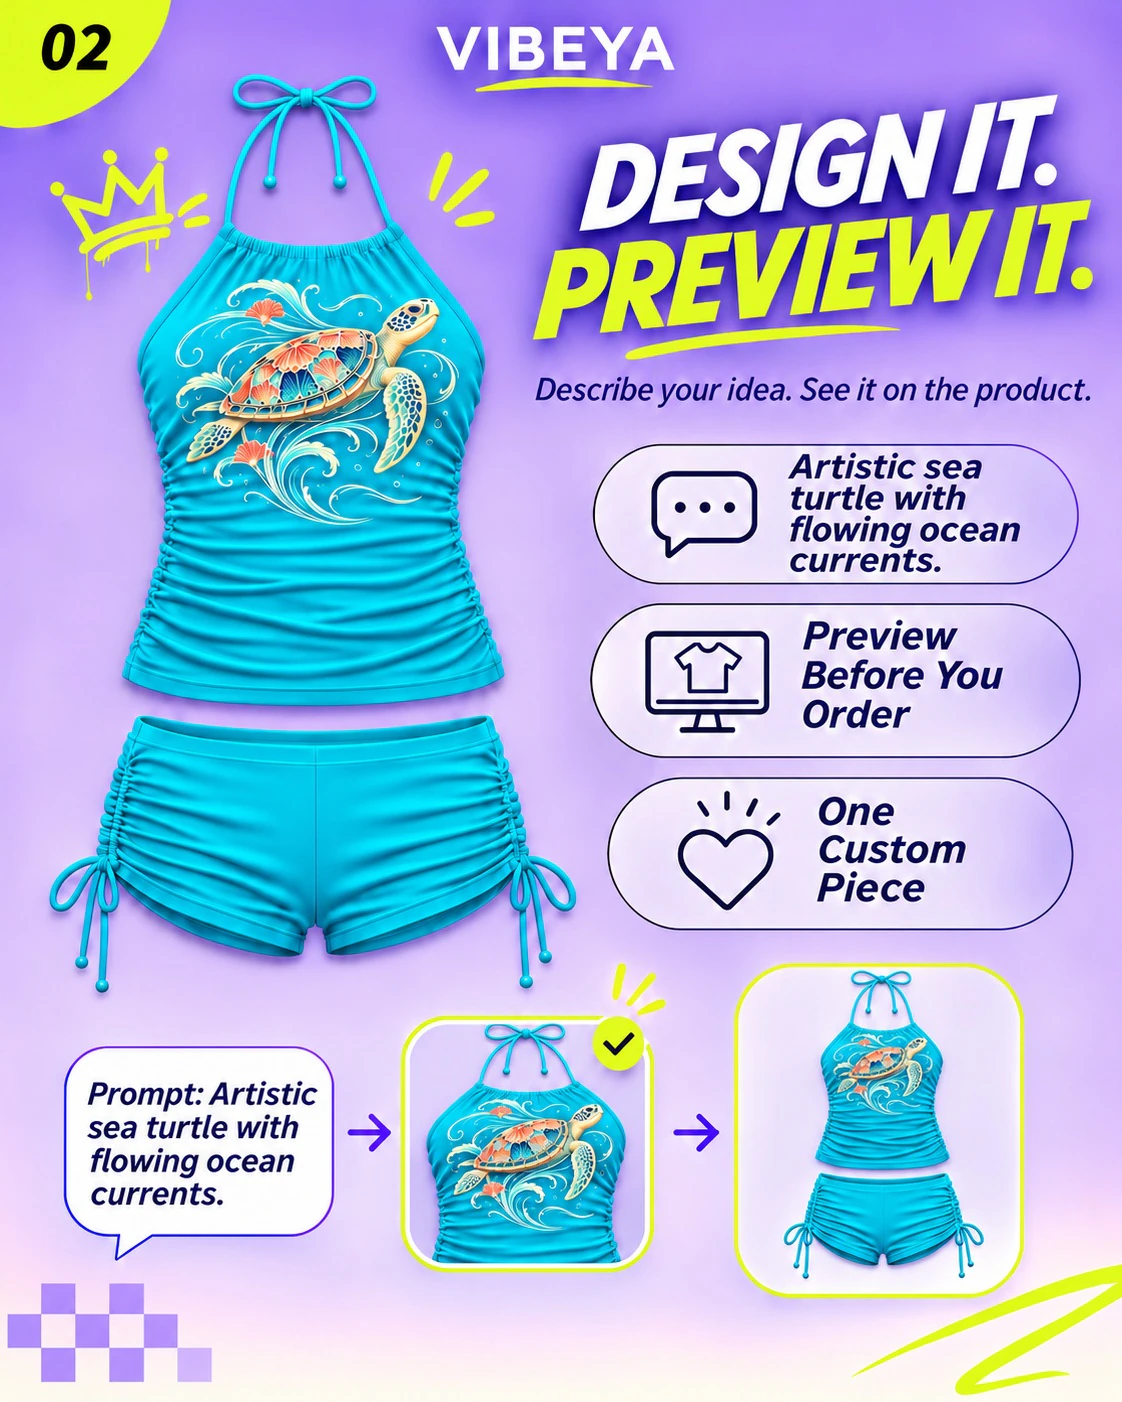 02
VIBEYA
DESIGN IT.
PREVIEW IT.
Describe your idea. See it on the product.
Artistic sea
turtle with
flowing ocean
currents.
Preview
Before You
Order
One
Custom
Piece
Prompt: Artistic
sea turtle with
flowing ocean
currents.